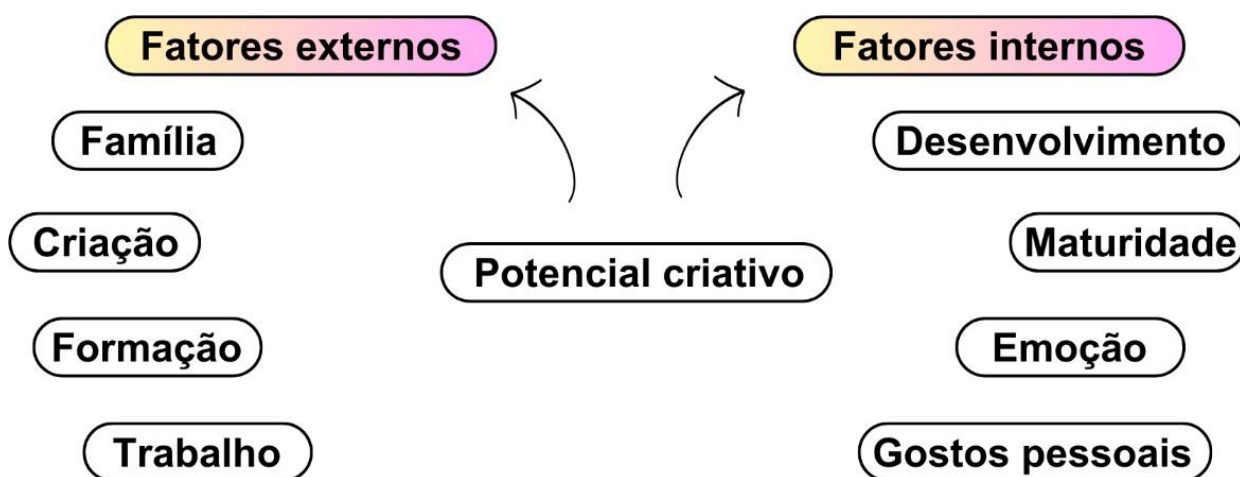 Fatores externos
Família
Criação
Formação
Trabalho
Potencial criativo
Fatores internos
Desenvolvimento
Maturidade
Emoção
Gostos pessoais